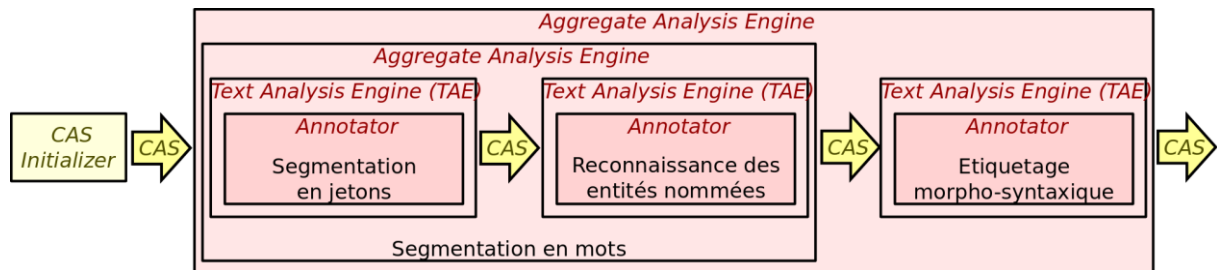 Aggregate Analysis Engine
Aggregate Analysis Engine
CAS
Initializer
CAS
Text Analysis Engine (TAE)
Annotator
Segmentation
en jetons
CAS
Text Analysis Engine (TAE)
Annotator
Reconnaissance des
entités nommées
Segmentation en mots
CAS
Text Analysis Engine (TAE)
Annotator
Etiquetage
morpho-syntaxique
CAS